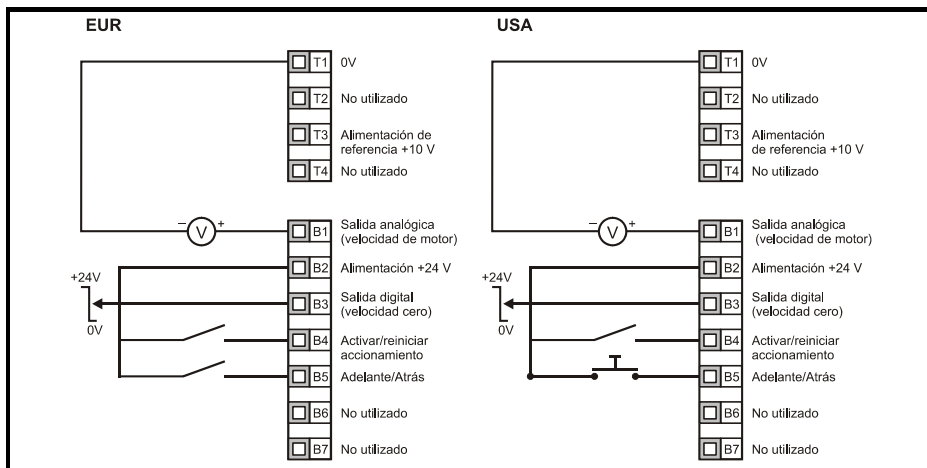 EUR
T1 0V
T2 No utilizado
T3 Alimentación de
referencia +10 V
T4 No utilizado
– V +
B1 Salida analógica
(velocidad de motor)
B2 Alimentación +24 V
+24V
0V
B3 Salida digital
(velocidad cero)
B4 Activar/reiniciar
accionamiento
B5 Adelante/Atrás
B6 No utilizado
B7 No utilizado
USA
T1 0V
T2 No utilizado
T3 Alimentación
de referencia +10 V
T4 No utilizado
– V +
B1 Salida analógica
(velocidad de motor)
B2 Alimentación +24 V
+24V
0V
B3 Salida digital
(velocidad cero)
B4 Activar/reiniciar
accionamiento
B5 Adelante/Atrás
B6 No utilizado
B7 No utilizado